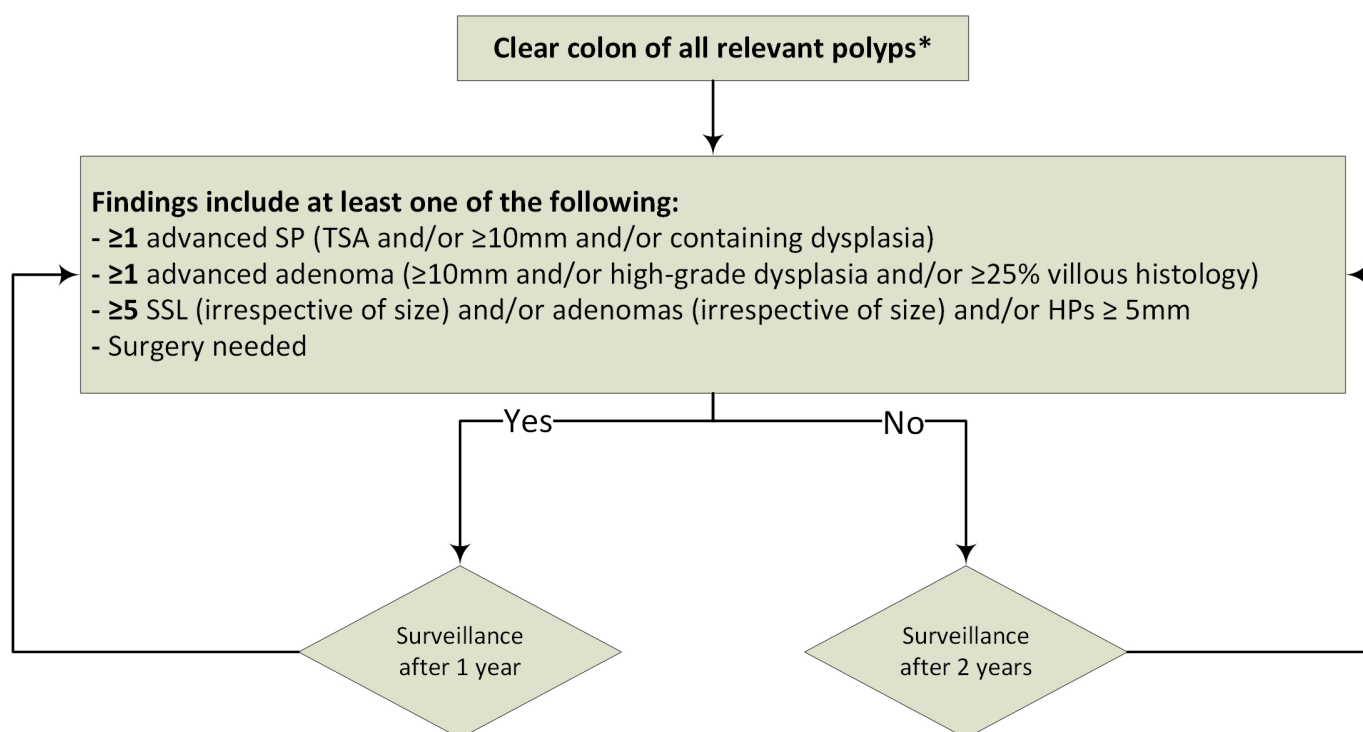 Clear colon of all relevant polyps*
Findings include at least one of the following:
- ≥1 advanced SP (TSA and/or ≥10mm and/or containing dysplasia)
- ≥1 advanced adenoma (≥10mm and/or high-grade dysplasia and/or ≥25% villous histology)
- ≥5 SSL (irrespective of size) and/or adenomas (irrespective of size) and/or HPs ≥ 5mm
- Surgery needed
Yes
No
Surveillance
after 1 year
Surveillance
after 2 years